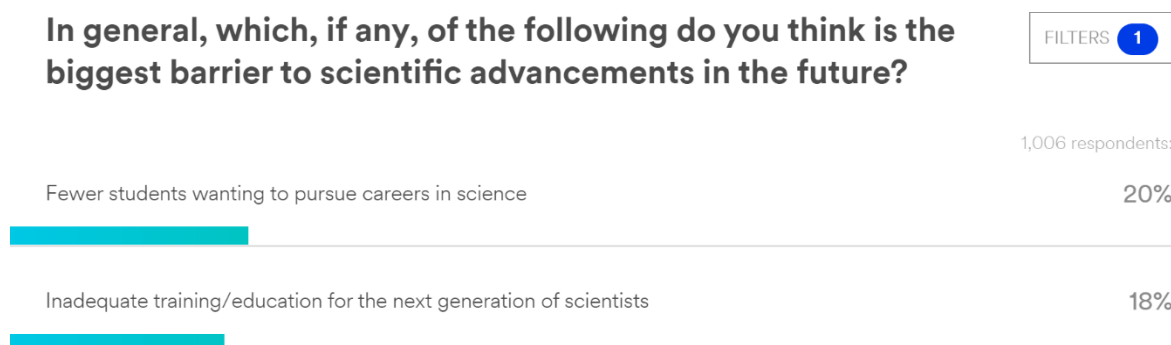 In general, which, if any, of the following do you think is the
biggest barrier to scientific advancements in the future?
FILTERS 1
1,006 respondents:
Fewer students wanting to pursue careers in science 20%
Inadequate training/education for the next generation of scientists 18%